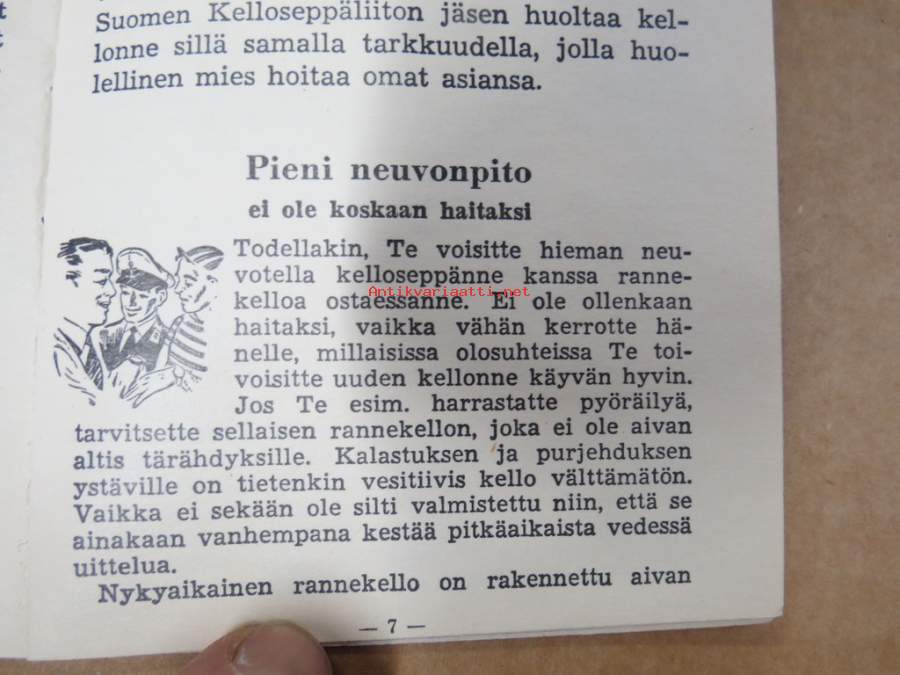 Suomen Kelloseppäliiton jäsen huoltaa kel-
lonne sillä samalla tarkkuudella, jolla huo-
lellinen mies hoitaa omat asiansa.
Pieni neuvonpito
ei ole koskaan haitaksi
Todellakin, Te voisitte hieman neu-
votella kelloseppänne kanssa ranne-
kelloa ostaessanne. Ei ole ollenkaan
Antikvariaatti.net
haitaksi, vaikka vähän kerrotte hä-
nelle, millaisissa olosuhteissa Te toi-
voisitte uuden kellonne käyvän hyvin.
Jos Te esim. harrastatte pyöräilyä,
tarvitsette sellaisen rannekellon, joka ei ole aivan
altis tärähdyksille. Kalastuksen ja purjehduksen
ystäville on tietenkin vesitiivis kello välttämätön.
Vaikka ei sekään ole silti valmistettu niin, että se
ainakaan vanhempana kestää pitkäaikaista vedessä
uittelua.
Nykyaikainen rannekello on rakennettu aivan
— 7 —